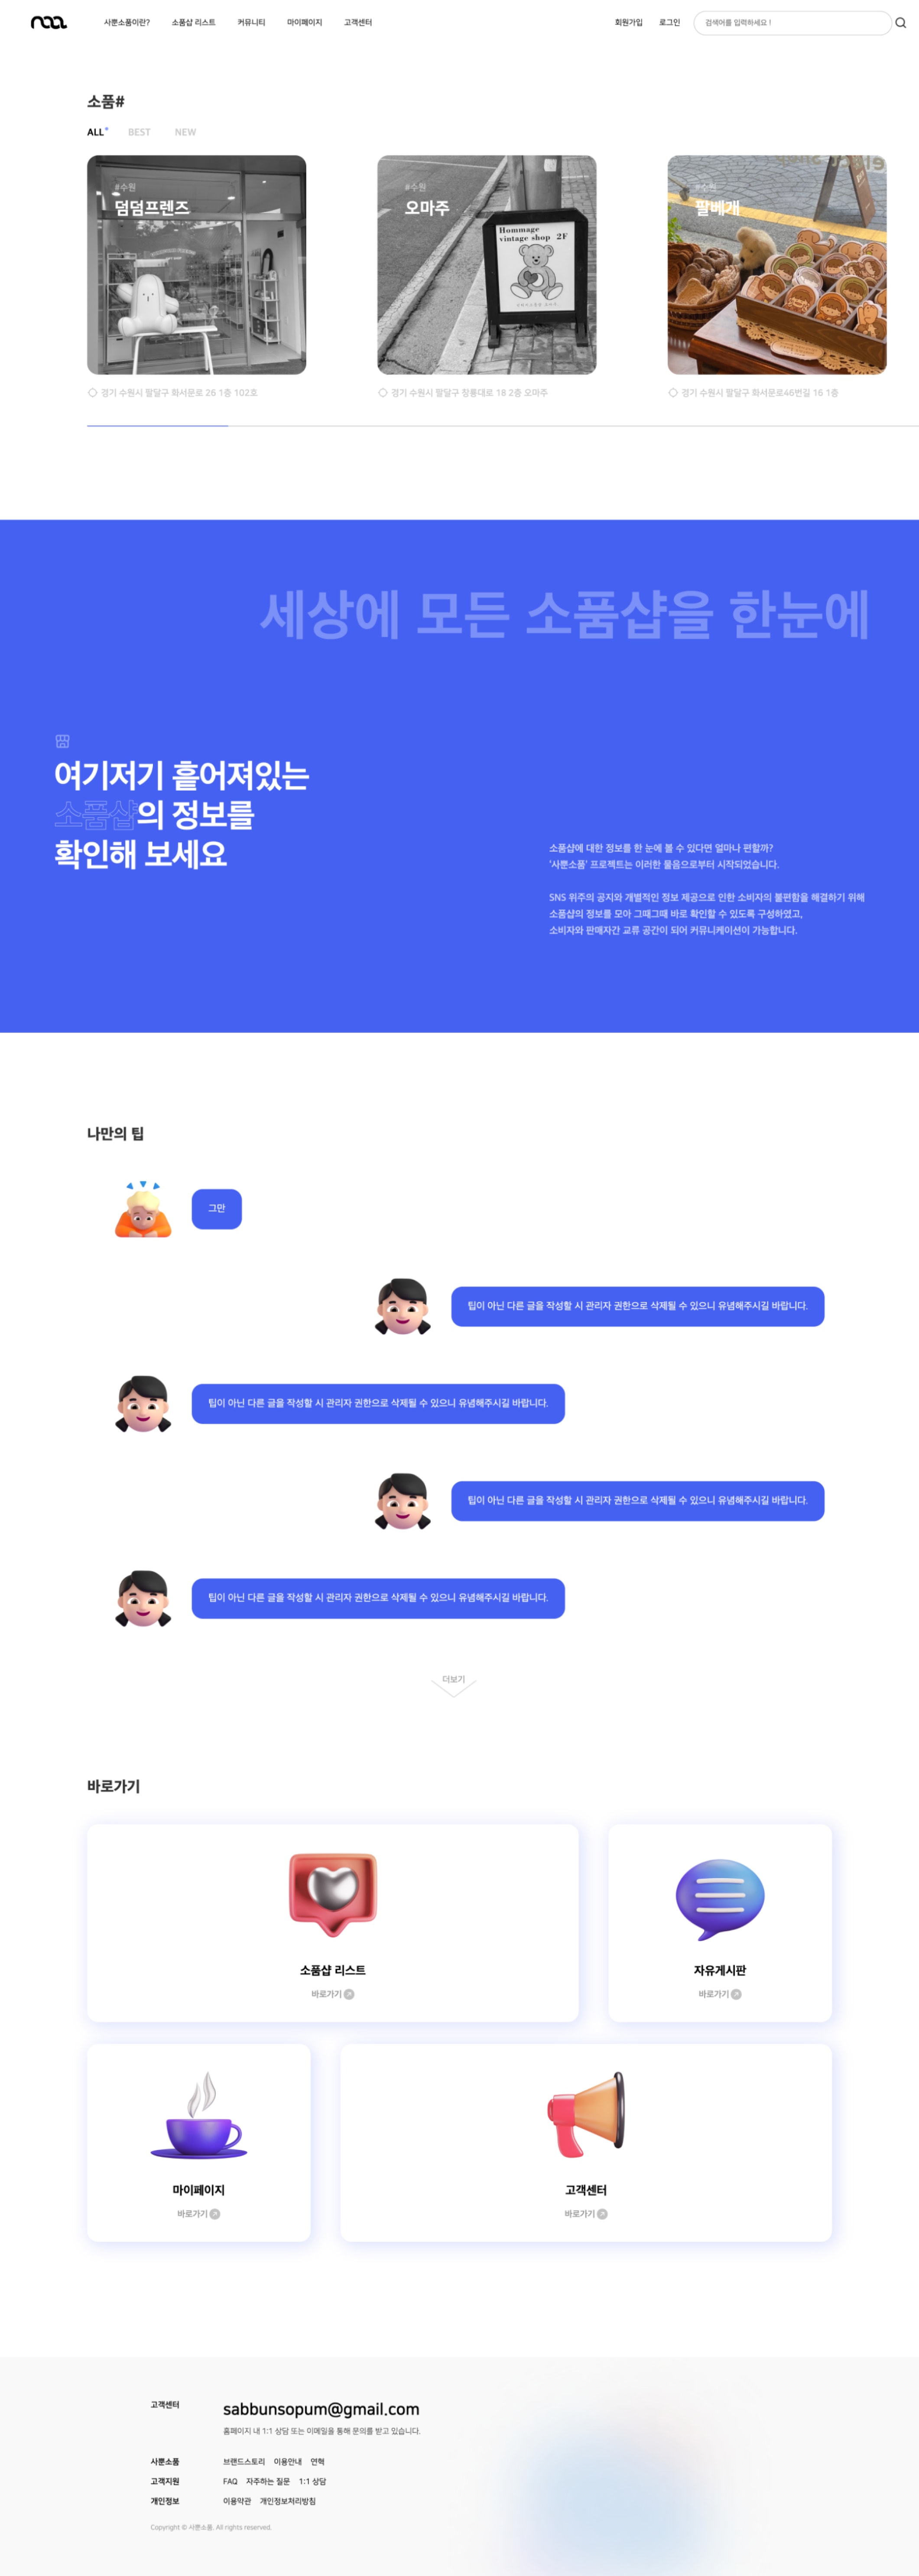 사뿐소품이란?
소품샵 리스트
커뮤니티
마이페이지
고객센터
회원가입
로그인
검색어를 입력하세요 !
소품#
ALL
BEST
NEW
#수원
덤덤프렌즈
#수원
오마주
Hommage
vintage shop 2F
#수원
팔베개
경기 수원시 팔달구 화서문로 26 1층 102호
경기 수원시 팔달구 창룡대로 18 2층 오마주
경기 수원시 팔달구 화서문로46번길 16 1층
세상에 모든 소품샵을 한눈에
여기저기 흩어져있는
소품샵의 정보를
확인해 보세요
소품샵에 대한 정보를 한 눈에 볼 수 있다면 얼마나 편할까?
'사뿐소품' 프로젝트는 이러한 물음으로부터 시작되었습니다.
SNS 위주의 공지와 개별적인 정보 제공으로 인한 소비자의 불편함을 해결하기 위해
소품샵의 정보를 모아 그때그때 바로 확인할 수 있도록 구성하였고,
소비자와 판매자간 교류 공간이 되어 커뮤니케이션이 가능합니다.
나만의 팁
그만
팁이 아닌 다른 글을 작성할 시 관리자 권한으로 삭제될 수 있으니 유념해주시길 바랍니다.
팁이 아닌 다른 글을 작성할 시 관리자 권한으로 삭제될 수 있으니 유념해주시길 바랍니다.
팁이 아닌 다른 글을 작성할 시 관리자 권한으로 삭제될 수 있으니 유념해주시길 바랍니다.
팁이 아닌 다른 글을 작성할 시 관리자 권한으로 삭제될 수 있으니 유념해주시길 바랍니다.
더보기
바로가기
소품샵 리스트
바로가기
자유게시판
바로가기
마이페이지
바로가기
고객센터
바로가기
고객센터
sabbunsopum@gmail.com
홈페이지 내 1:1 상담 또는 이메일을 통해 문의를 받고 있습니다.
사뿐소품
브랜드스토리 이용안내 연혁
고객지원
FAQ 자주하는 질문 1:1 상담
개인정보
이용약관 개인정보처리방침
Copyright © 사뿐소품. All rights reserved.